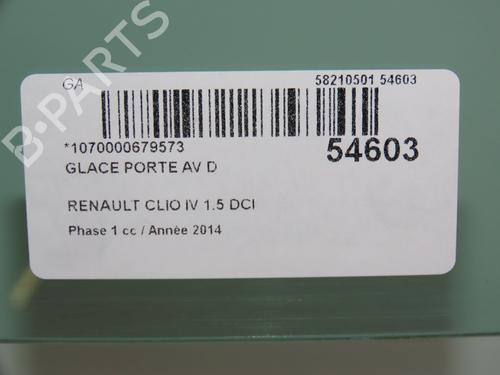 GA
58210501 54603
*1070000679573
54603
GLACE PORTE AV D
RENAULT CLIO IV 1.5 DCI
Phase 1 cc / Année 2014
B-PARTS